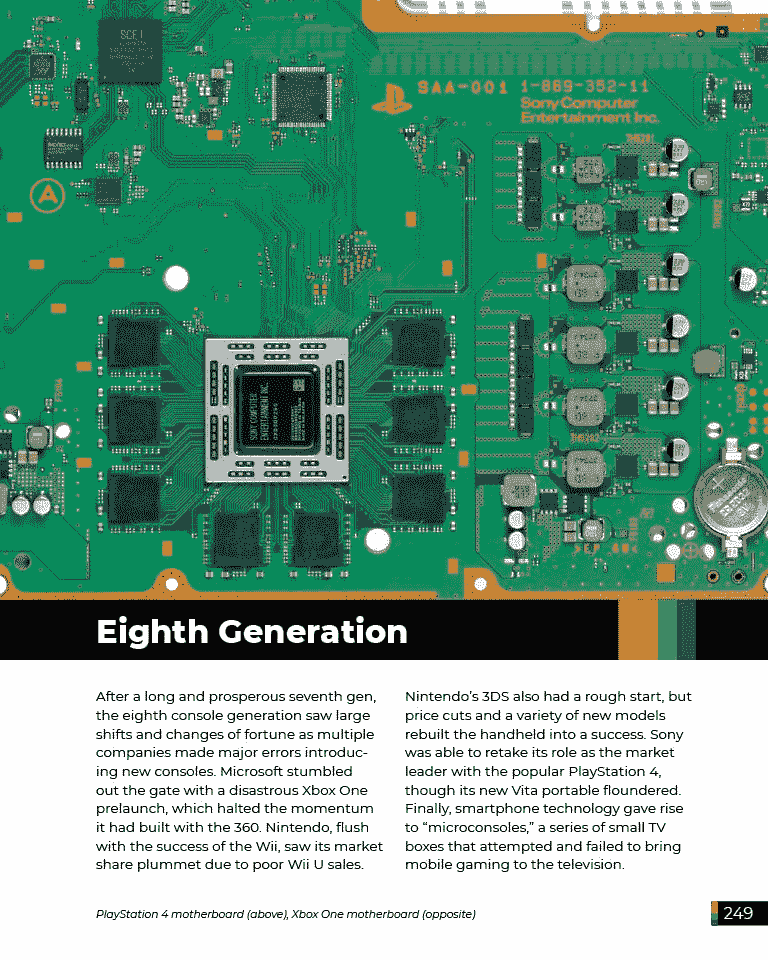 SCEI
SAA-001 1-889-352-11
Sony Computer
Entertainment Inc.
A
SONY COMPUTER
ENTERTAINMENT INC.
Eighth Generation
After a long and prosperous seventh gen,
the eighth console generation saw large
shifts and changes of fortune as multiple
companies made major errors introduc-
ing new consoles. Microsoft stumbled
out the gate with a disastrous Xbox One
prelaunch, which halted the momentum
it had built with the 360. Nintendo, flush
with the success of the Wii, saw its market
share plummet due to poor Wii U sales.
Nintendo’s 3DS also had a rough start, but
price cuts and a variety of new models
rebuilt the handheld into a success. Sony
was able to retake its role as the market
leader with the popular PlayStation 4,
though its new Vita portable floundered.
Finally, smartphone technology gave rise
to “microconsoles,” a series of small TV
boxes that attempted and failed to bring
mobile gaming to the television.
PlayStation 4 motherboard (above), Xbox One motherboard (opposite)
249